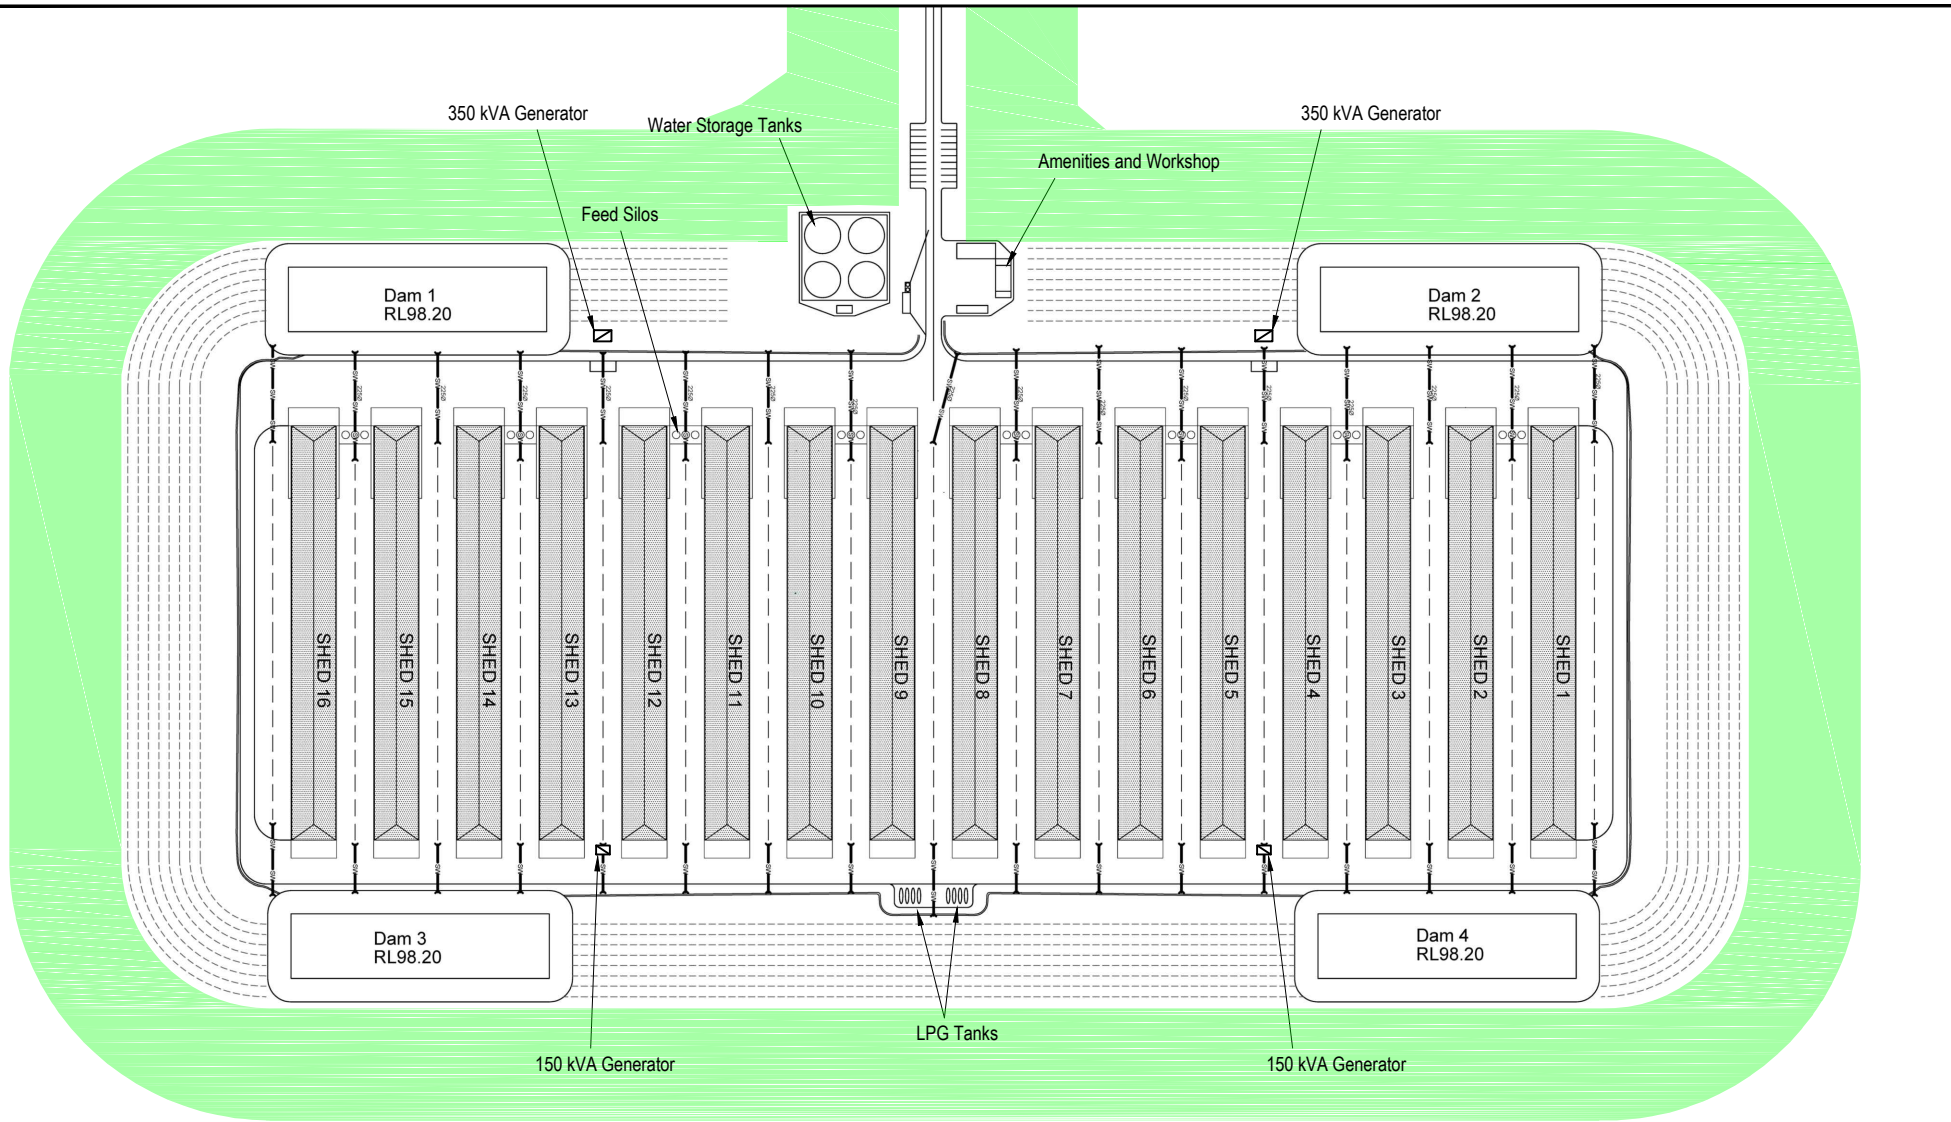 350 kVA Generator
Water Storage Tanks
350 kVA Generator
Amenities and Workshop
Feed Silos
Dam 1
RL98.20
Dam 2
RL98.20
SHED 16
SHED 15
SHED 14
SHED 13
SHED 12
SHED 11
SHED 10
SHED 9
SHED 8
SHED 7
SHED 6
SHED 5
SHED 4
SHED 3
SHED 2
SHED 1
Dam 3
RL98.20
Dam 4
RL98.20
LPG Tanks
150 kVA Generator
150 kVA Generator